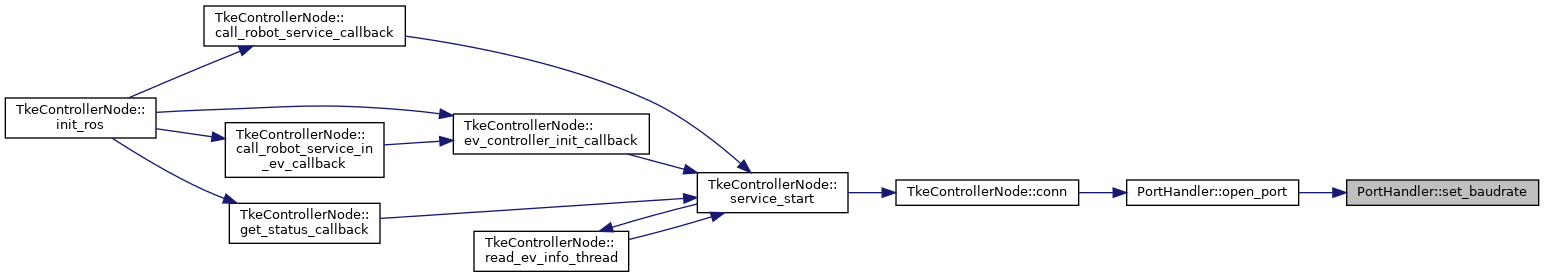 TkeControllerNode::
call_robot_service_callback
TkeControllerNode::
init_ros
TkeControllerNode::
call_robot_service_in
_ev_callback
TkeControllerNode::
ev_controller_init_callback
TkeControllerNode::
get_status_callback
TkeControllerNode::
read_ev_info_thread
TkeControllerNode::
service_start
TkeControllerNode::conn
PortHandler::open_port
PortHandler::set_baudrate